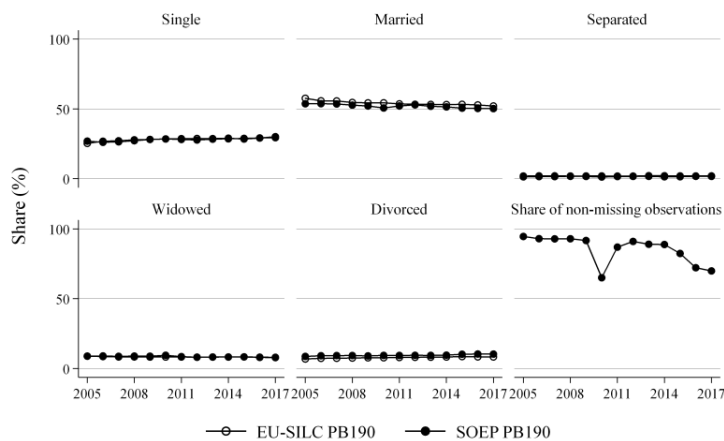 Single
Married
Separated
100
50
0
Share (%)
Widowed
Divorced
Share of non-missing observations
100
50
0
2005 2008 2011 2014 2017
2005 2008 2011 2014 2017
2005 2008 2011 2014 2017
EU-SILC PB190
SOEP PB190